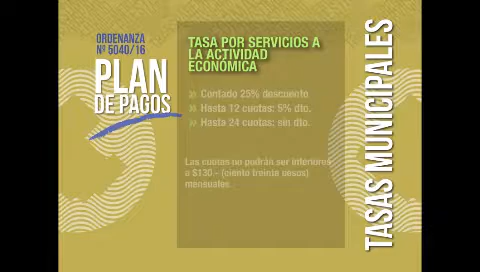 ORDENANZA
Nº 5040/16
PLAN
DE PAGOS
TASA POR SERVICIOS A
LA ACTIVIDAD
ECONÓMICA
» Contado 25% descuento
» Hasta 12 cuotas: 5% dto.
» Hasta 24 cuotas: sin dto.
Las cuotas no podrán ser inferiores
a $130 - (ciento treinta pesos)
mensuales.
TASAS MUNICIPALES